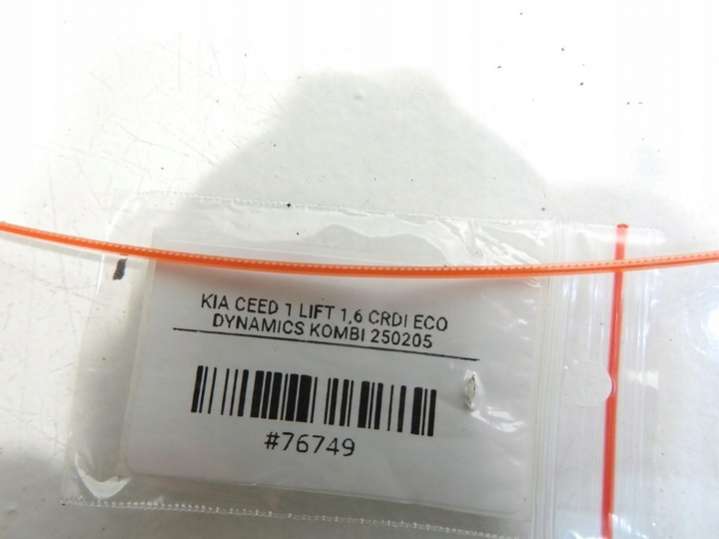 KIA CEED 1 LIFT 1,6 CRDI ECO
DYNAMICS KOMBI 250205
#76749